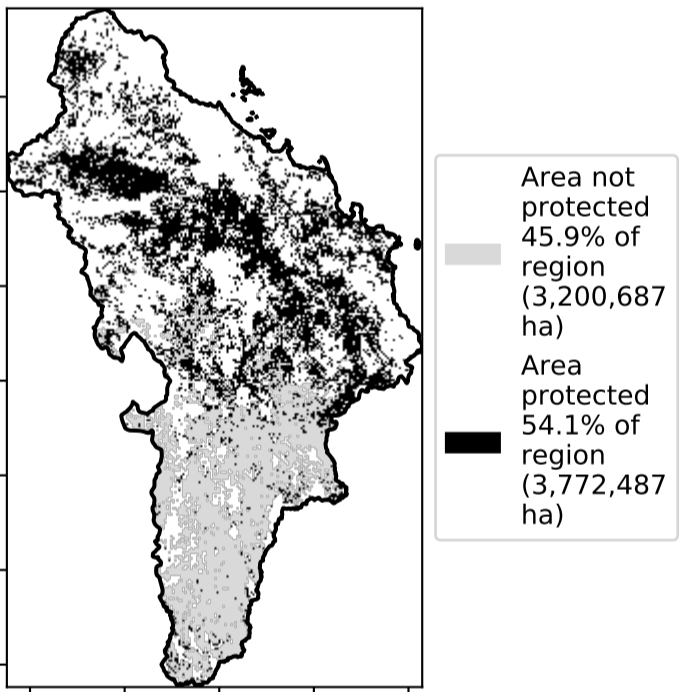 Area not
protected
45.9% of
region
(3,200,687
ha)
Area
protected
54.1% of
region
(3,772,487
ha)